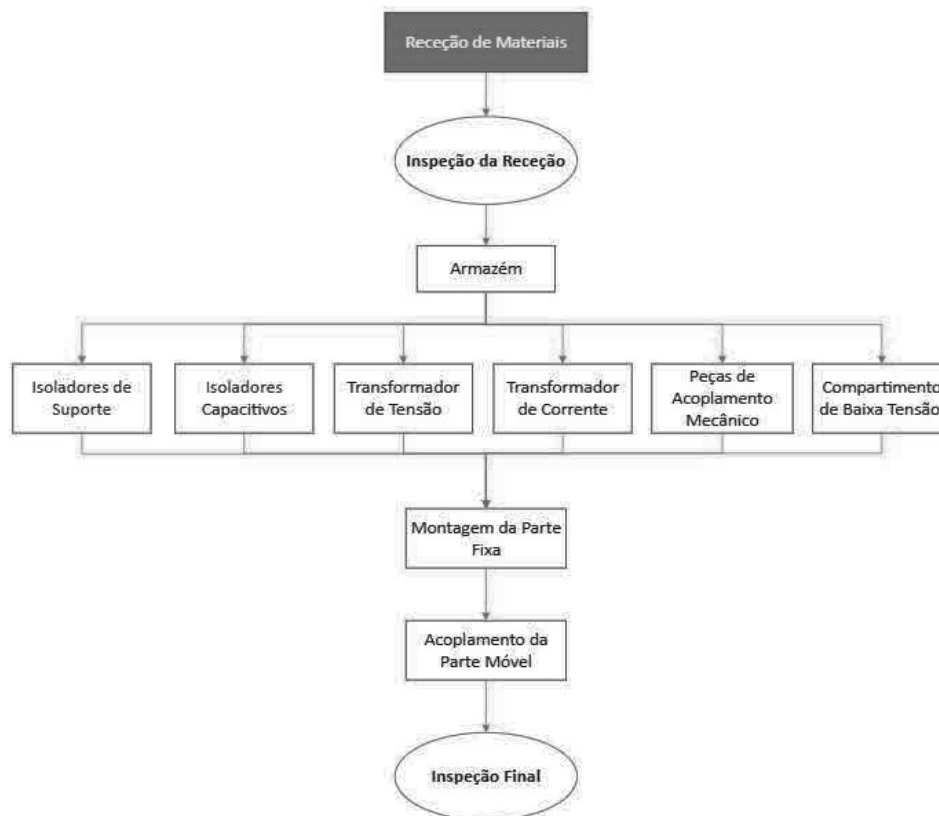 Receção de Materiais
Inspeção da Receção
Armazém
Isoladores de
Suporte
Isoladores
Capacitivos
Transformador
de Tensão
Transformador
de Corrente
Peças de
Acoplamento
Mecânico
Compartimento
de Baixa Tensão
Montagem da Parte
Fixa
Acoplamento da
Parte Móvel
Inspeção Final